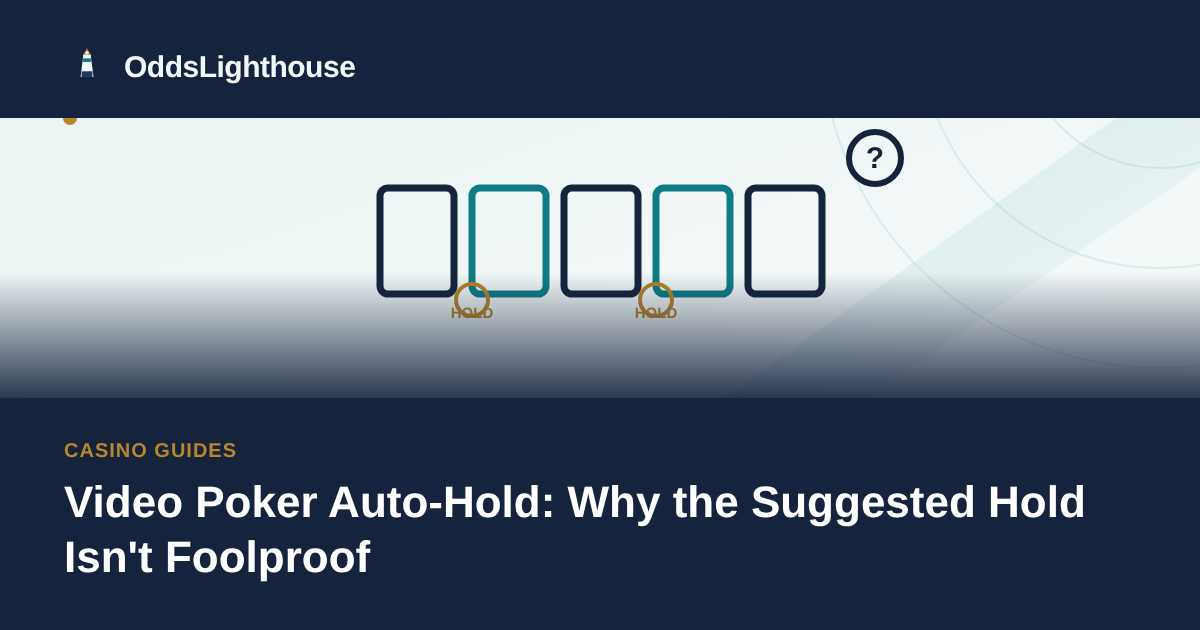 OddsLighthouse
?
HOLD HOLD
CASINO GUIDES
Video Poker Auto-Hold: Why the Suggested Hold
Isn't Foolproof